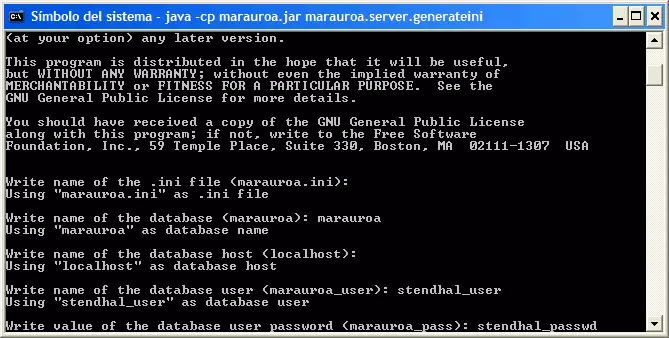 Símbolo del sistema - java -cp marauroa.jar marauroa.server.generateini
(at your option) any later version.
This program is distributed in the hope that it will be useful,
but WITHOUT ANY WARRANTY; without even the implied warranty of
MERCHANTABILITY or FITNESS FOR A PARTICULAR PURPOSE.  See the
GNU General Public License for more details.
You should have received a copy of the GNU General Public License
along with this program; if not, write to the Free Software
Foundation, Inc., 59 Temple Place, Suite 330, Boston, MA  02111-1307  USA
Write name of the .ini file (marauroa.ini):
Using "marauroa.ini" as .ini file
Write name of the database (marauroa): marauroa
Using "marauroa" as database name
Write name of the database host (localhost):
Using "localhost" as database host
Write name of the database user (marauroa_user): stendhal_user
Using "stendhal_user" as database user
Write value of the database user password (marauroa_pass): stendhal_passwd